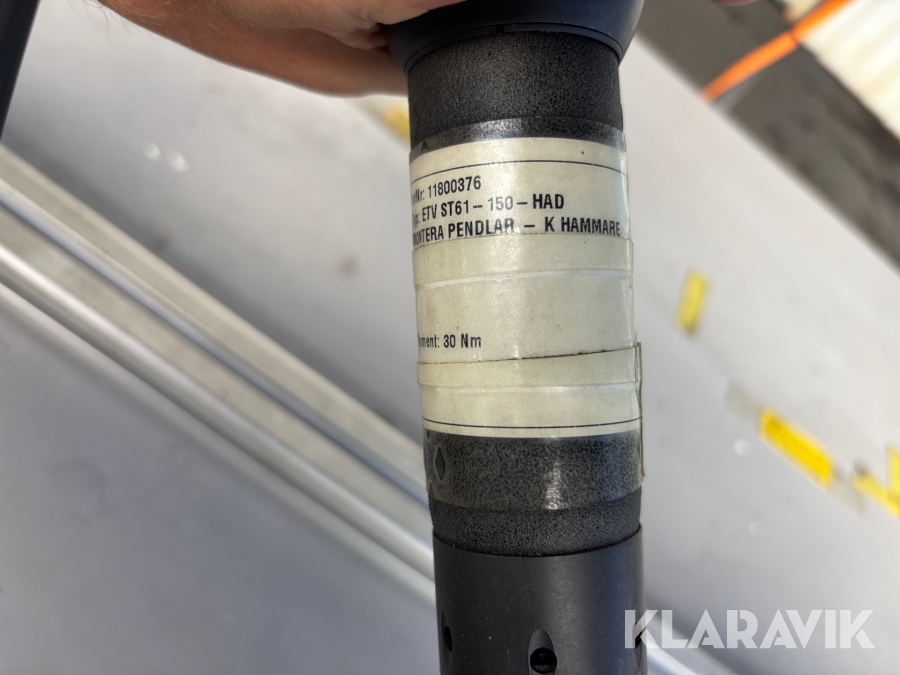 Nr: 11800376
ETV ST61-150-HAD
MONTERA PENDLAR - K HAMMARE
ment: 30 Nm
KLARAVIK